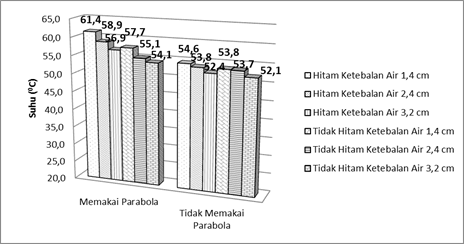 65,0
60,0
55,0
50,0
45,0
40,0
35,0
30,0
25,0
20,0
Suhu (⁰C)
61,4
58,9
56,9
57,7
55,1
54,1
54,6
53,8
52,4
53,8
53,7
52,1
Memakai Parabola
Tidak Memakai
Parabola
Hitam Ketebalan Air 1,4 cm
Hitam Ketebalan Air 2,4 cm
Hitam Ketebalan Air 3,2 cm
Tidak Hitam Ketebalan Air 1,4 cm
Tidak Hitam Ketebalan Air 2,4 cm
Tidak Hitam Ketebalan Air 3,2 cm